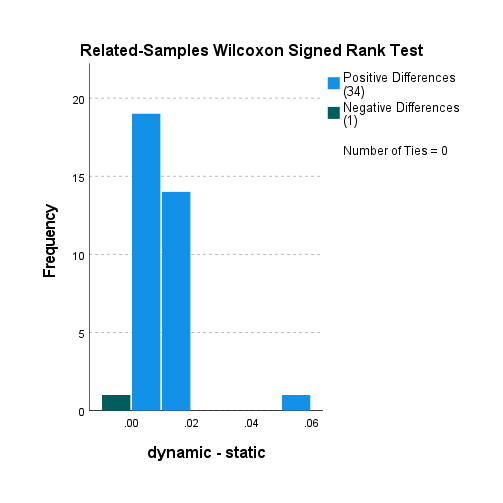 Related-Samples Wilcoxon Signed Rank Test
Positive Differences
(34)
Negative Differences
(1)
Number of Ties = 0
Frequency
20
15
10
5
0
.00 .02 .04 .06
dynamic - static